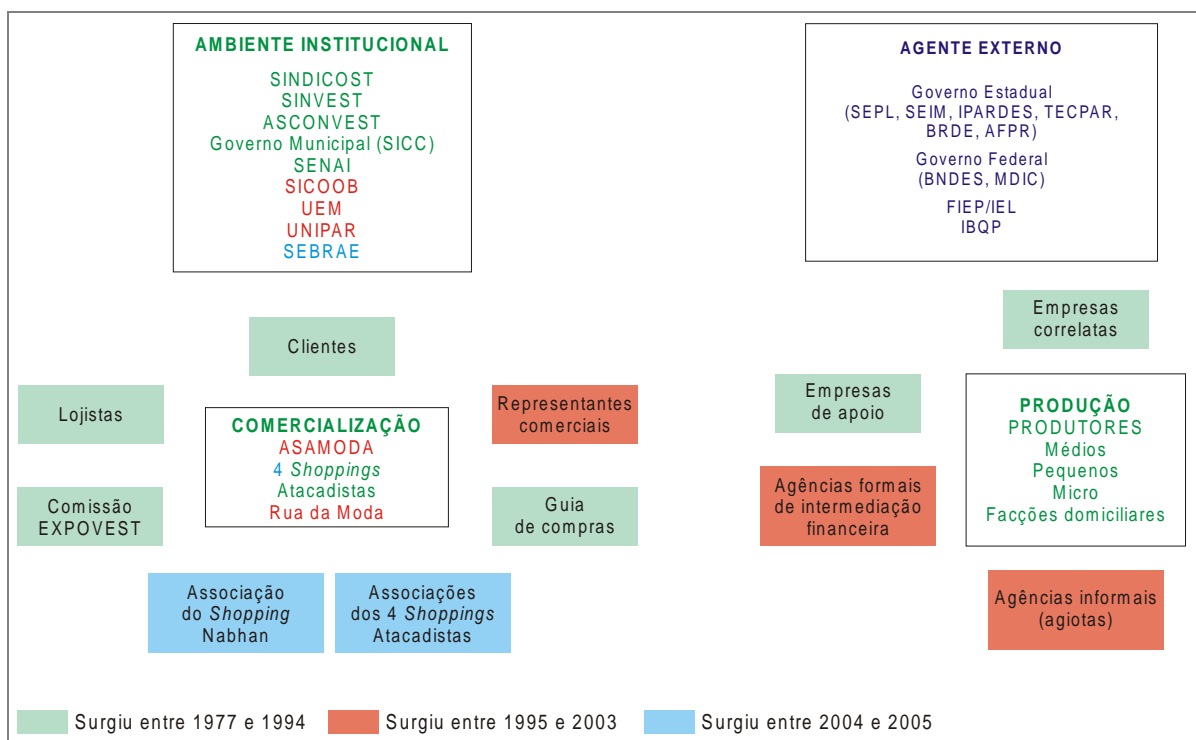 AMBIENTE INSTITUCIONAL
SINDICOST
SINVEST
ASCONVEST
Governo Municipal (SICC)
SENAI
SICOOB
UEM
UNIPAR
SEBRAE
AGENTE EXTERNO
Governo Estadual
(SEPL, SEIM, IPARDES, TECPAR,
BRDE, AFPR)
Governo Federal
(BNDES, MDIC)
FIEP/IEL
IBQP
Clientes
Lojistas
COMERCIALIZAÇÃO
ASAMODA
4 Shoppings
Atacadistas
Rua da Moda
Representantes
comerciais
Comissão
EXPOVEST
Guia
de compras
Associação
do Shopping
Nabhan
Associações
dos 4 Shoppings
Atacadistas
Empresas
correlatas
Empresas
de apoio
PRODUÇÃO
PRODUTORES
Médios
Pequenos
Micro
Facções domiciliares
Agências formais
de intermediação
financeira
Agências informais
(agiotas)
Surgiu entre 1977 e 1994
Surgiu entre 1995 e 2003
Surgiu entre 2004 e 2005